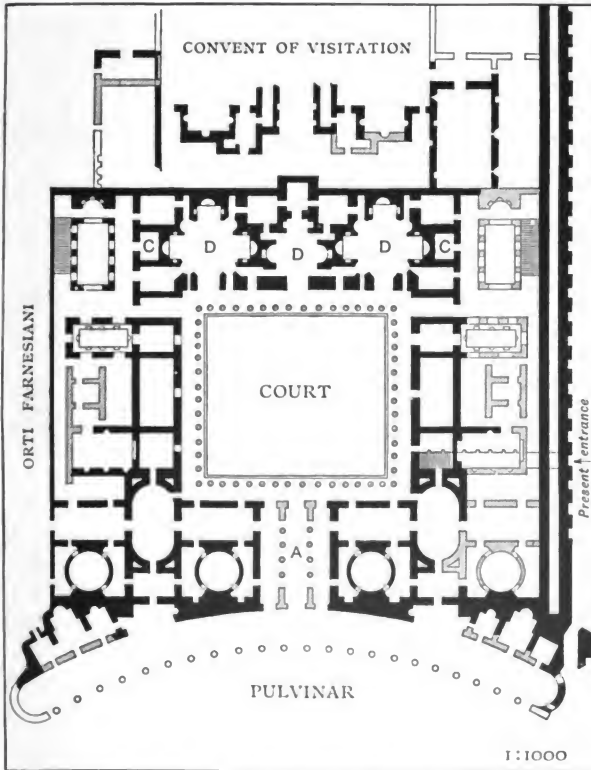 CONVENT OF VISITATION
C
D
D
D
C
ORTI FARNESIANI
COURT
Present entrance
A
PULVINAR
1:1000